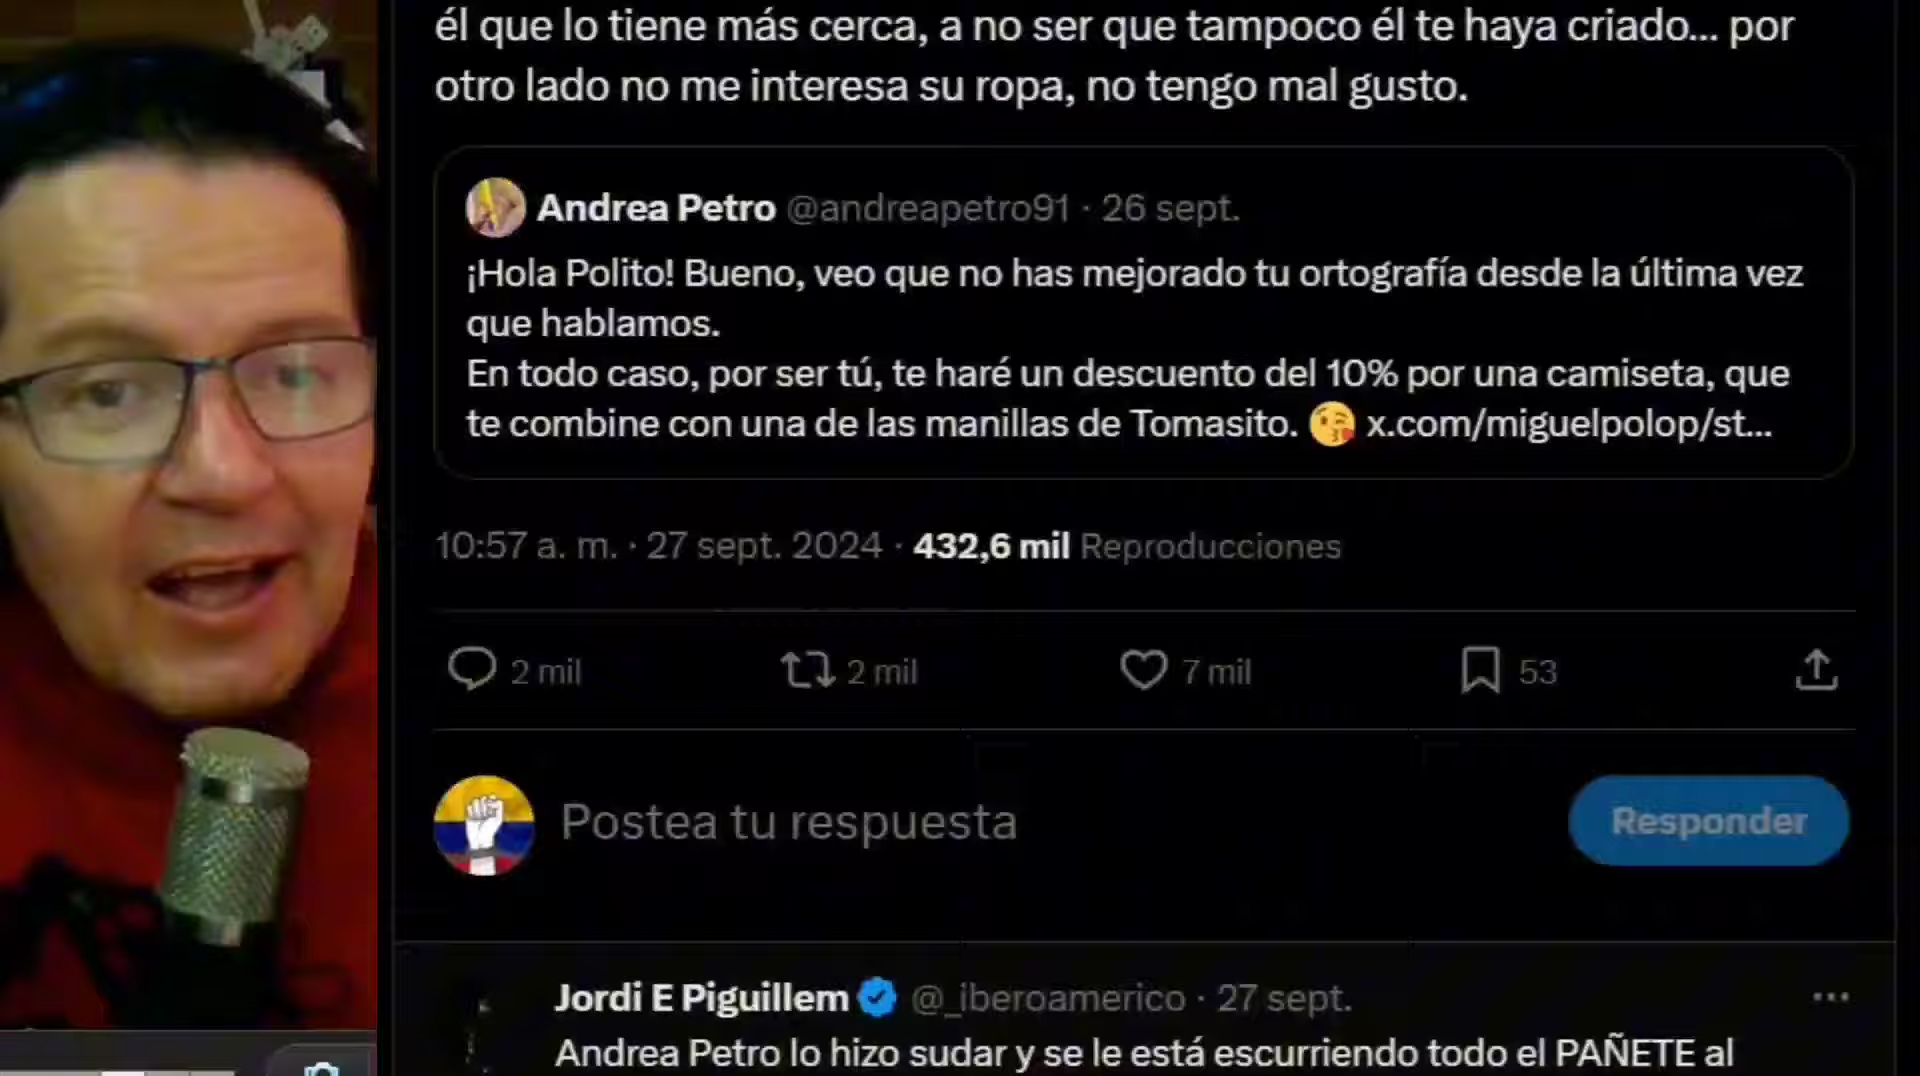 él que lo tiene más cerca, a no ser que tampoco él te haya criado... por
otro lado no me interesa su ropa, no tengo mal gusto.
Andrea Petro @andreapetro91 · 26 sept.
¡Hola Polito! Bueno, veo que no has mejorado tu ortografía desde la última vez
que hablamos.
En todo caso, por ser tú, te haré un descuento del 10% por una camiseta, que
te combine con una de las manillas de Tomasito. 😘 x.com/miguelpolop/st...
10:57 a. m. · 27 sept. 2024 · 432,6 mil Reproducciones
2 mil 2 mil 7 mil 53
Postea tu respuesta Responder
Jordi E Piguillem @_iberoamerico · 27 sept.
Andrea Petro lo hizo sudar y se le está escurriendo todo el PAÑETE al